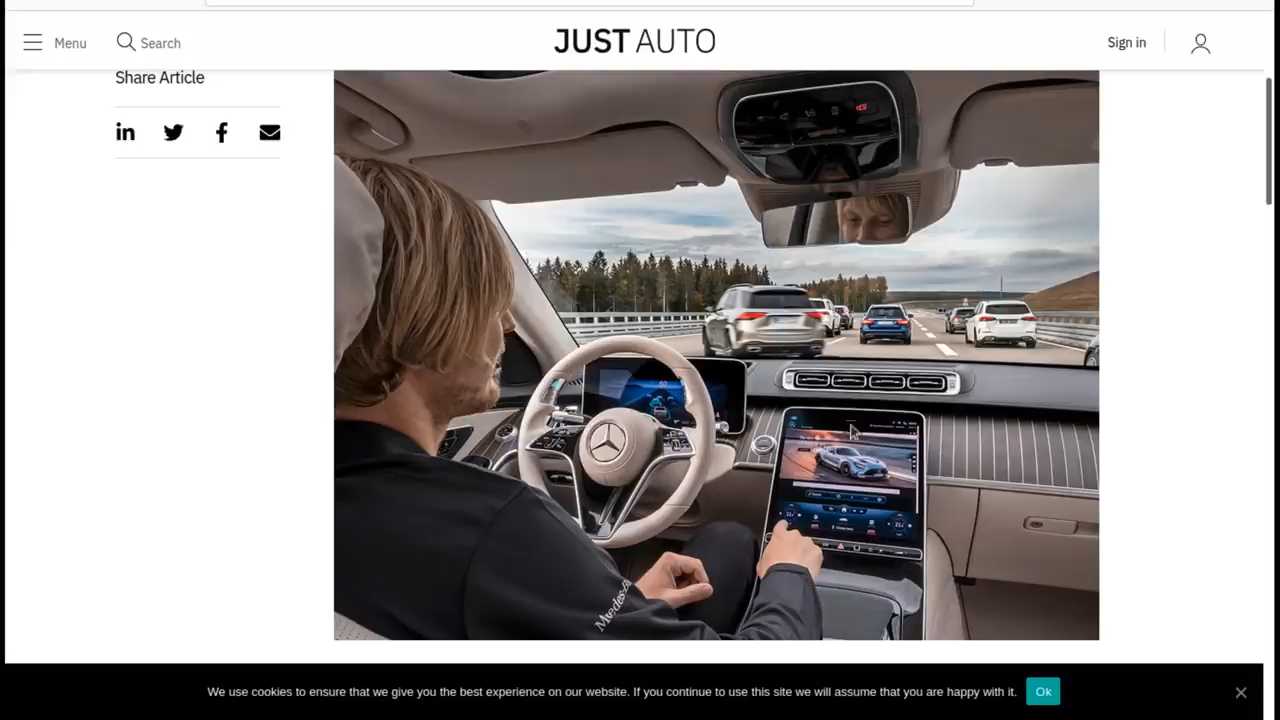 Menu
Search
JUST AUTO
Sign in
Share Article
60
We use cookies to ensure that we give you the best experience on our website. If you continue to use this site we will assume that you are happy with it.
Ok